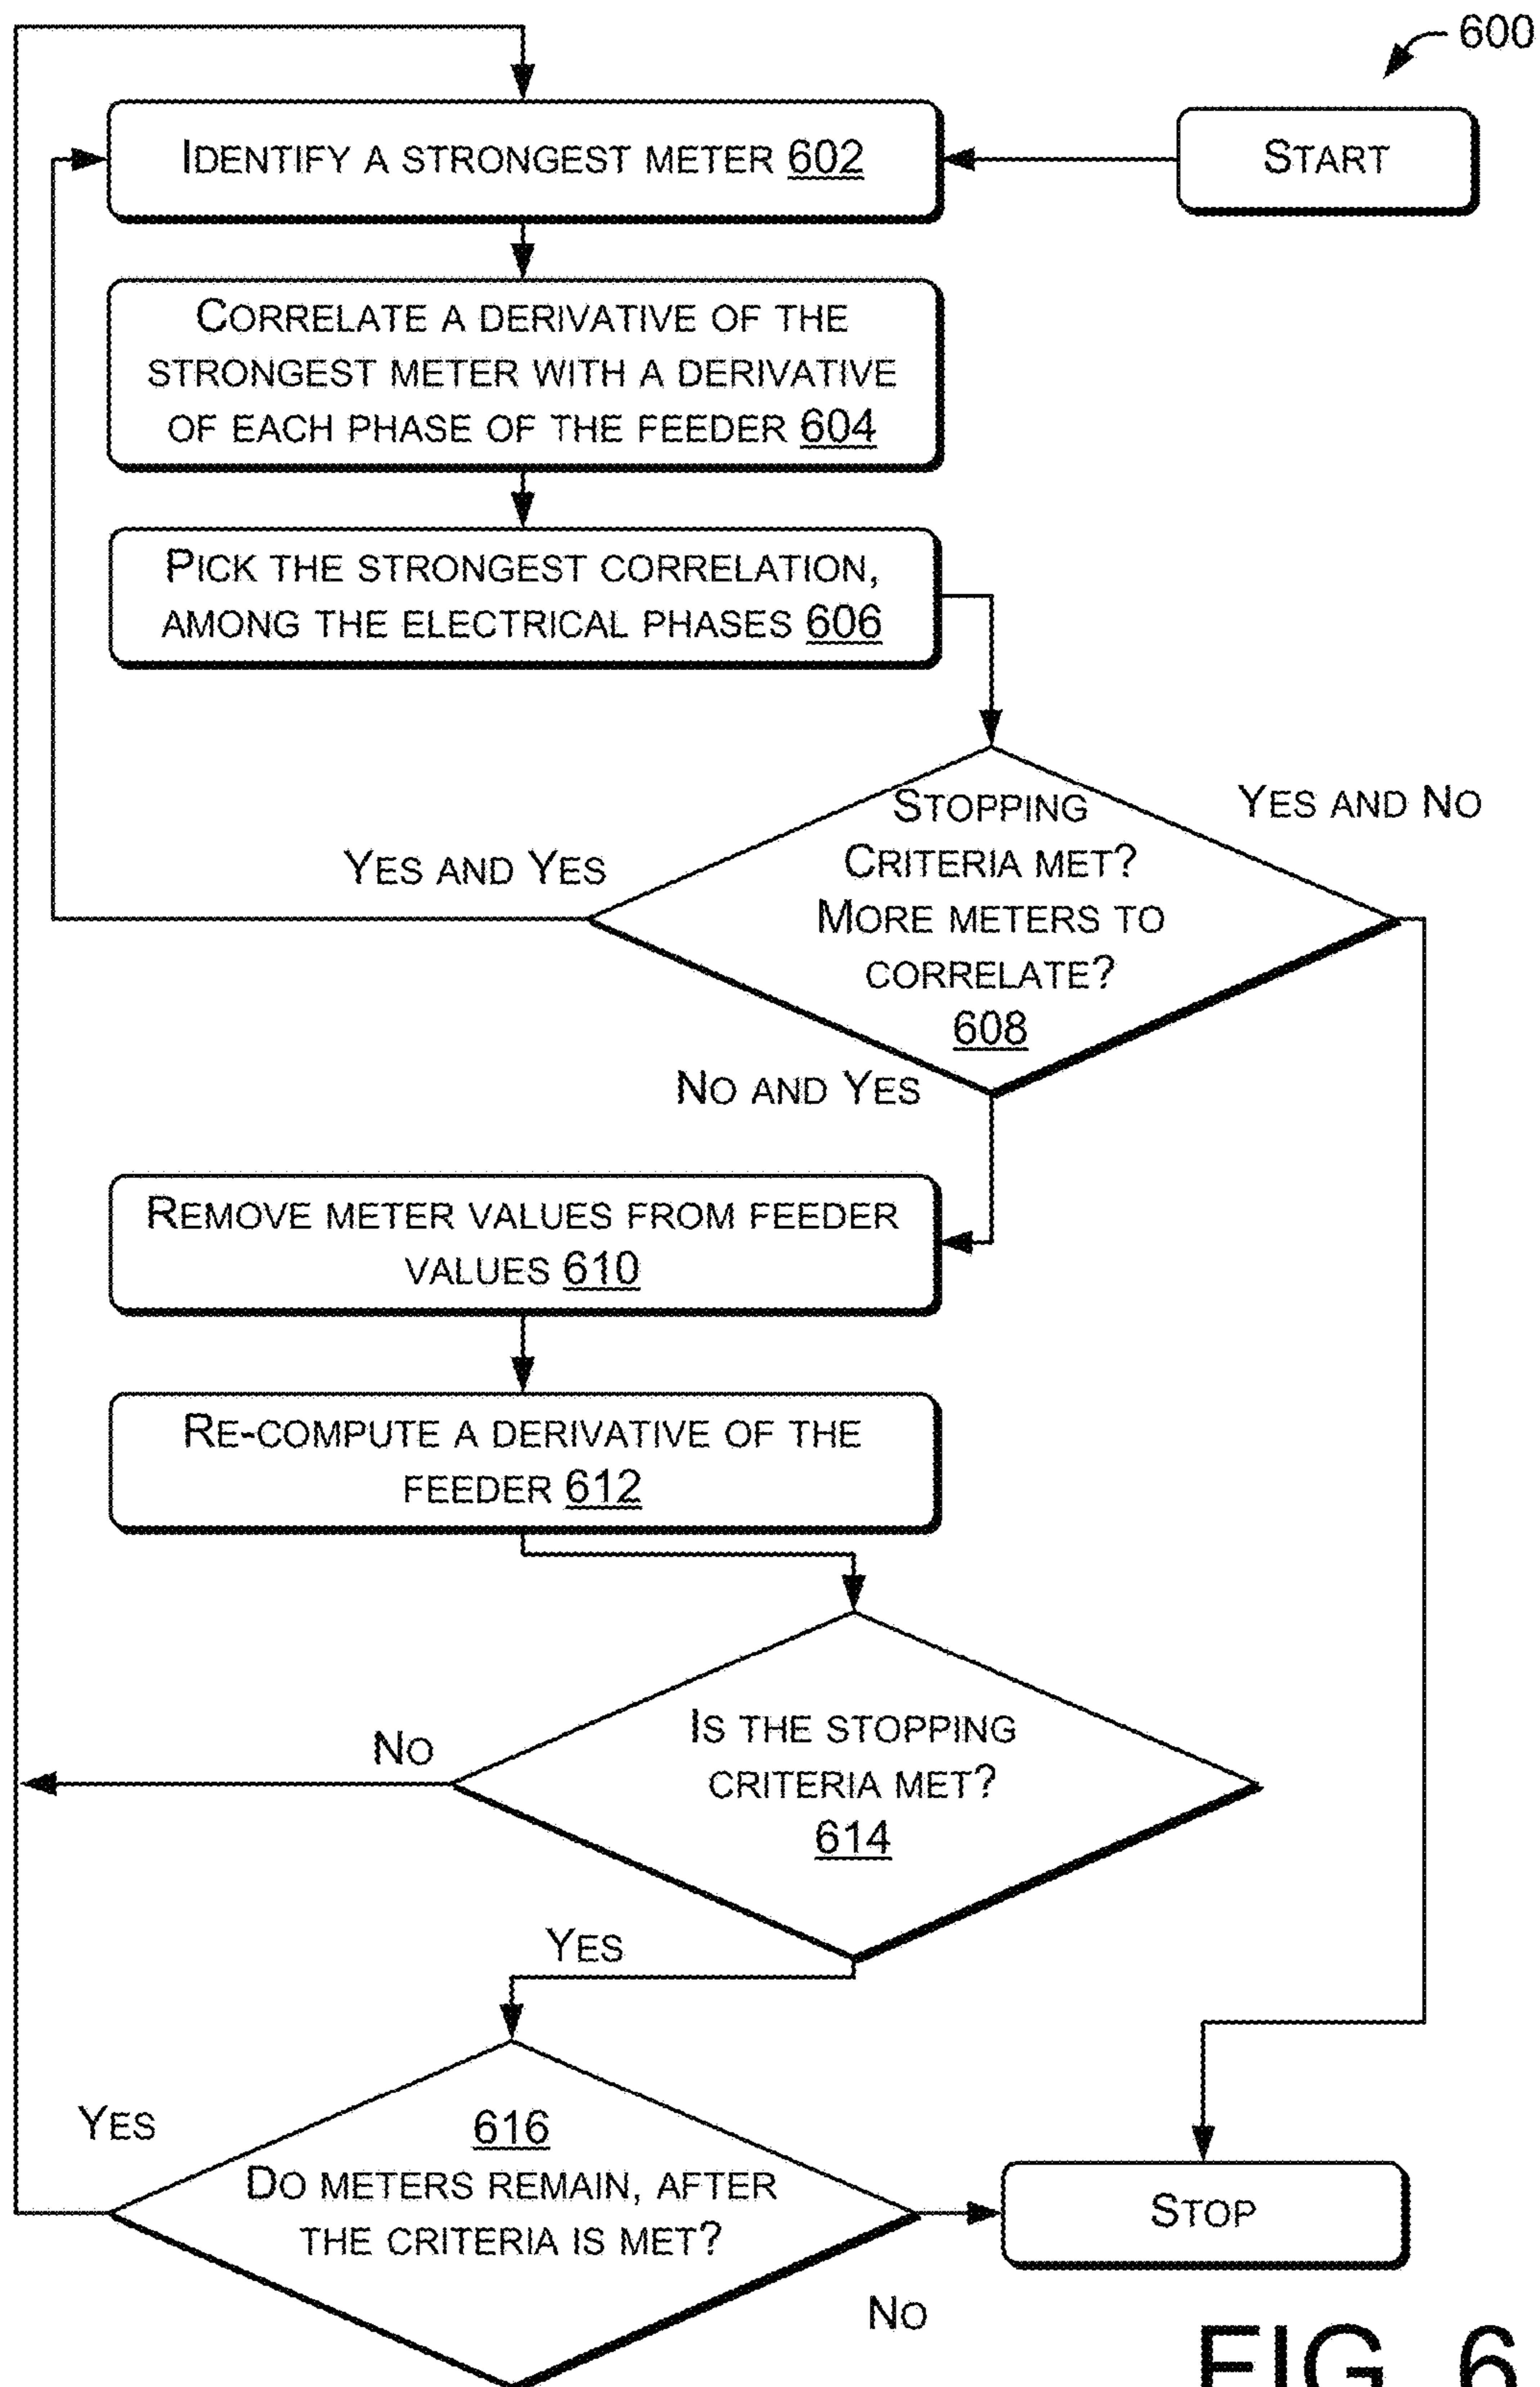 600
IDENTIFY A STRONGEST METER 602
START
CORRELATE A DERIVATIVE OF THE
STRONGEST METER WITH A DERIVATIVE
OF EACH PHASE OF THE FEEDER 604
PICK THE STRONGEST CORRELATION,
AMONG THE ELECTRICAL PHASES 606
STOPPING
CRITERIA MET?
MORE METERS TO
CORRELATE?
608
YES AND NO
YES AND YES
NO AND YES
REMOVE METER VALUES FROM FEEDER
VALUES 610
RE-COMPUTE A DERIVATIVE OF THE
FEEDER 612
IS THE STOPPING
CRITERIA MET?
614
NO
YES
YES
616
DO METERS REMAIN, AFTER
THE CRITERIA IS MET?
STOP
NO
FIG. 6